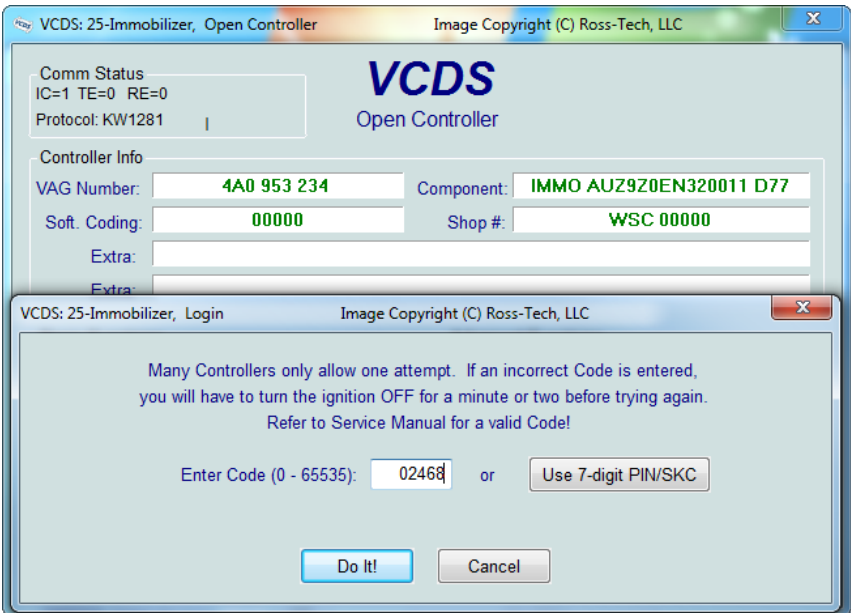 VCDS: 25-Immobilizer,  Open Controller Image Copyright (C) Ross-Tech, LLC
Comm Status
IC=1 TE=0 RE=0
Protocol: KW1281 |
VCDS
Open Controller
Controller Info
VAG Number: 4A0 953 234 Component: IMMO AUZ9Z0EN320011 D77
Soft. Coding: 00000 Shop #: WSC 00000
Extra:
Extra:
VCDS: 25-Immobilizer,  Login Image Copyright (C) Ross-Tech, LLC
Many Controllers only allow one attempt.  If an incorrect Code is entered,
you will have to turn the ignition OFF for a minute or two before trying again.
Refer to Service Manual for a valid Code!
Enter Code (0 - 65535): 02468 or Use 7-digit PIN/SKC
Do It! Cancel